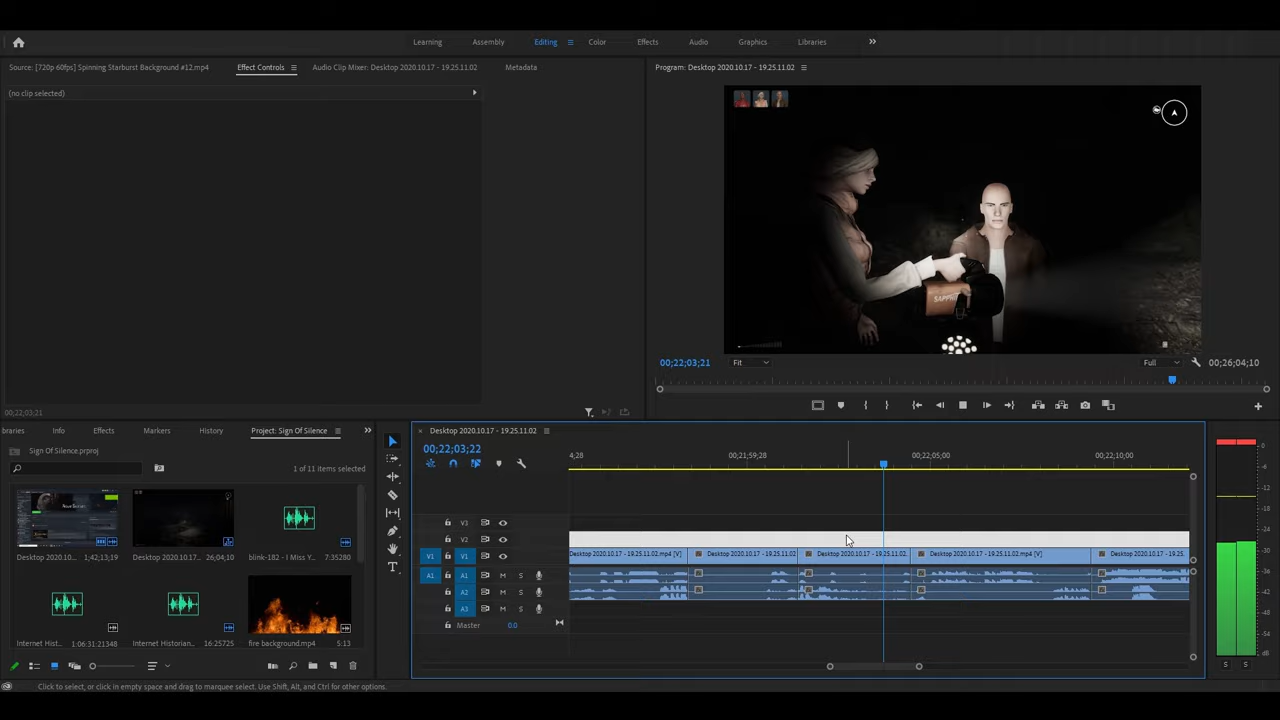 Learning Assembly Editing Color Effects Audio Graphics Libraries
Source: [720p 60fps] Spinning Starburst Background #12.mp4 Effect Controls Audio Clip Mixer: Desktop 2020.10.17 - 19.25.11.02 Metadata
Program: Desktop 2020.10.17 - 19.25.11.02
(no clip selected)
00;22;03;21
Fit
Full
00;26;04;10
00;22;03;21
braries Info Effects Markers History Project: Sign Of Silence
Sign Of Silence.prproj
1 of 11 items selected
Desktop 2020.10... 1;42;13;19
Desktop 2020.10.17... 26;04;10
blink-182 - I Miss Y... 7:35280
Internet Hist... 1:06:31:21348
Internet Historian... 16:25725
fire background.mp4 5:13
× Desktop 2020.10.17 - 19.25.11.02
00;22;03;22
4;28 00;21;59;28 00;22;05;00 00;22;10;00
V3
V2
V1 V1 Desktop 2020.10.17 - 19.25.11.02.mp4 [V] Desktop 2020.10.17 - 19.25.11.02 Desktop 2020.10.17 - 19.25.11.02. Desktop 2020.10.17 - 19.25.11.02.mp4 [V] Desktop 2020.10.17 - 19.25.
A1 A1 M S
A2 M S
A3 M S
Master 0.0
S S
dB
Click to select, or click in empty space and drag to marquee select. Use Shift, Alt, and Ctrl for other options.